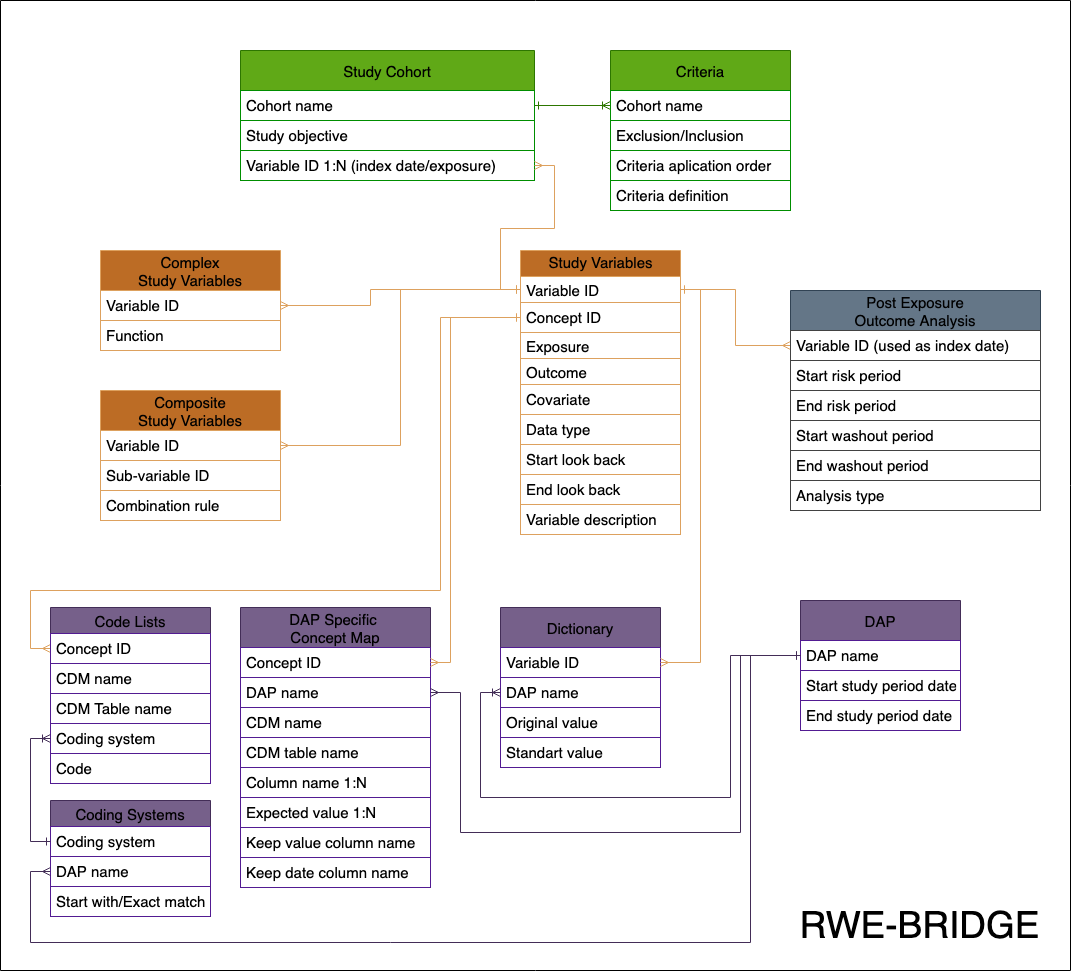 Study Cohort
Cohort name
Study objective
Variable ID 1:N (index date/exposure)
Criteria
Cohort name
Exclusion/Inclusion
Criteria aplication order
Criteria definition
Complex
Study Variables
Variable ID
Function
Composite
Study Variables
Variable ID
Sub-variable ID
Combination rule
Study Variables
Variable ID
Concept ID
Exposure
Outcome
Covariate
Data type
Start look back
End look back
Variable description
Post Exposure
Outcome Analysis
Variable ID (used as index date)
Start risk period
End risk period
Start washout period
End washout period
Analysis type
Code Lists
Concept ID
CDM name
CDM Table name
Coding system
Code
Coding Systems
Coding system
DAP name
Start with/Exact match
DAP Specific
Concept Map
Concept ID
DAP name
CDM name
CDM table name
Column name 1:N
Expected value 1:N
Keep value column name
Keep date column name
Dictionary
Variable ID
DAP name
Original value
Standart value
DAP
DAP name
Start study period date
End study period date
RWE-BRIDGE